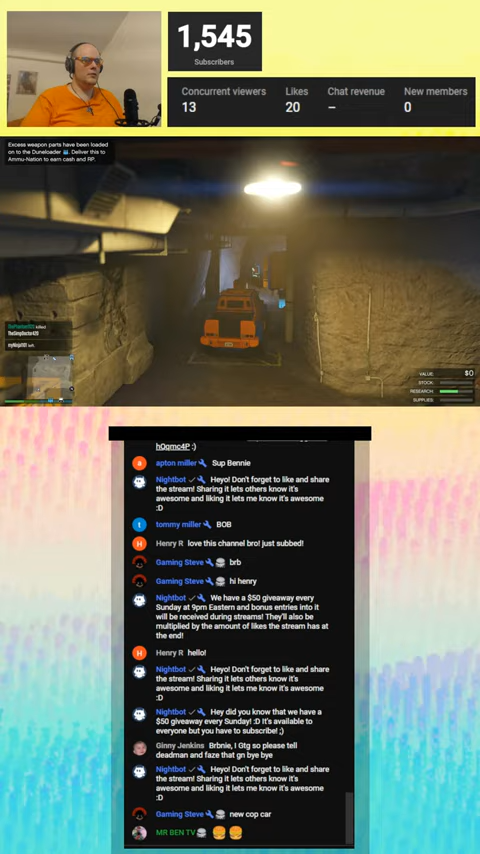 1,545
Subscribers
Concurrent viewers
13
Likes
20
Chat revenue
–
New members
0
Excess weapon parts have been loaded
on to the Duneloader. Deliver this to
Ammu-Nation to earn cash and RP.
killed
left
VALUE: $0
STOCK:
RESEARCH:
SUPPLIES:
hQqmc4P ;)
apton miller Sup Bennie
Nightbot Heyo! Don't forget to like and share
the stream! Sharing it lets others know it's
awesome and liking it lets me know it's awesome
:D
tommy miller BOB
Henry R love this channel bro! just subbed!
Gaming Steve brb
Gaming Steve hi henry
Nightbot We have a $50 giveaway every
Sunday at 9pm Eastern and bonus entries into it
will be received during streams! They'll also be
multiplied by the amount of likes the stream has at
the end!
Henry R hello!
Nightbot Heyo! Don't forget to like and share
the stream! Sharing it lets others know it's
awesome and liking it lets me know it's awesome
:D
Nightbot Hey did you know that we have a
$50 giveaway every Sunday! :D It's available to
everyone but you have to subscribe! ;)
Ginny Jenkins Brbnie, I Gtg so please tell
deadman and faze that gn bye bye
Nightbot Heyo! Don't forget to like and share
the stream! Sharing it lets others know it's
awesome and liking it lets me know it's awesome
:D
Gaming Steve new cop car
MR BEN TV